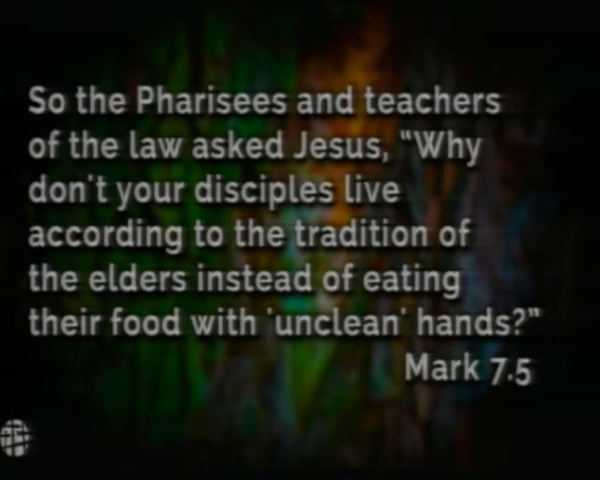 So the Pharisees and teachers
of the law asked Jesus, "Why
don't your disciples live
according to the tradition of
the elders instead of eating
their food with 'unclean' hands?"
Mark 7.5